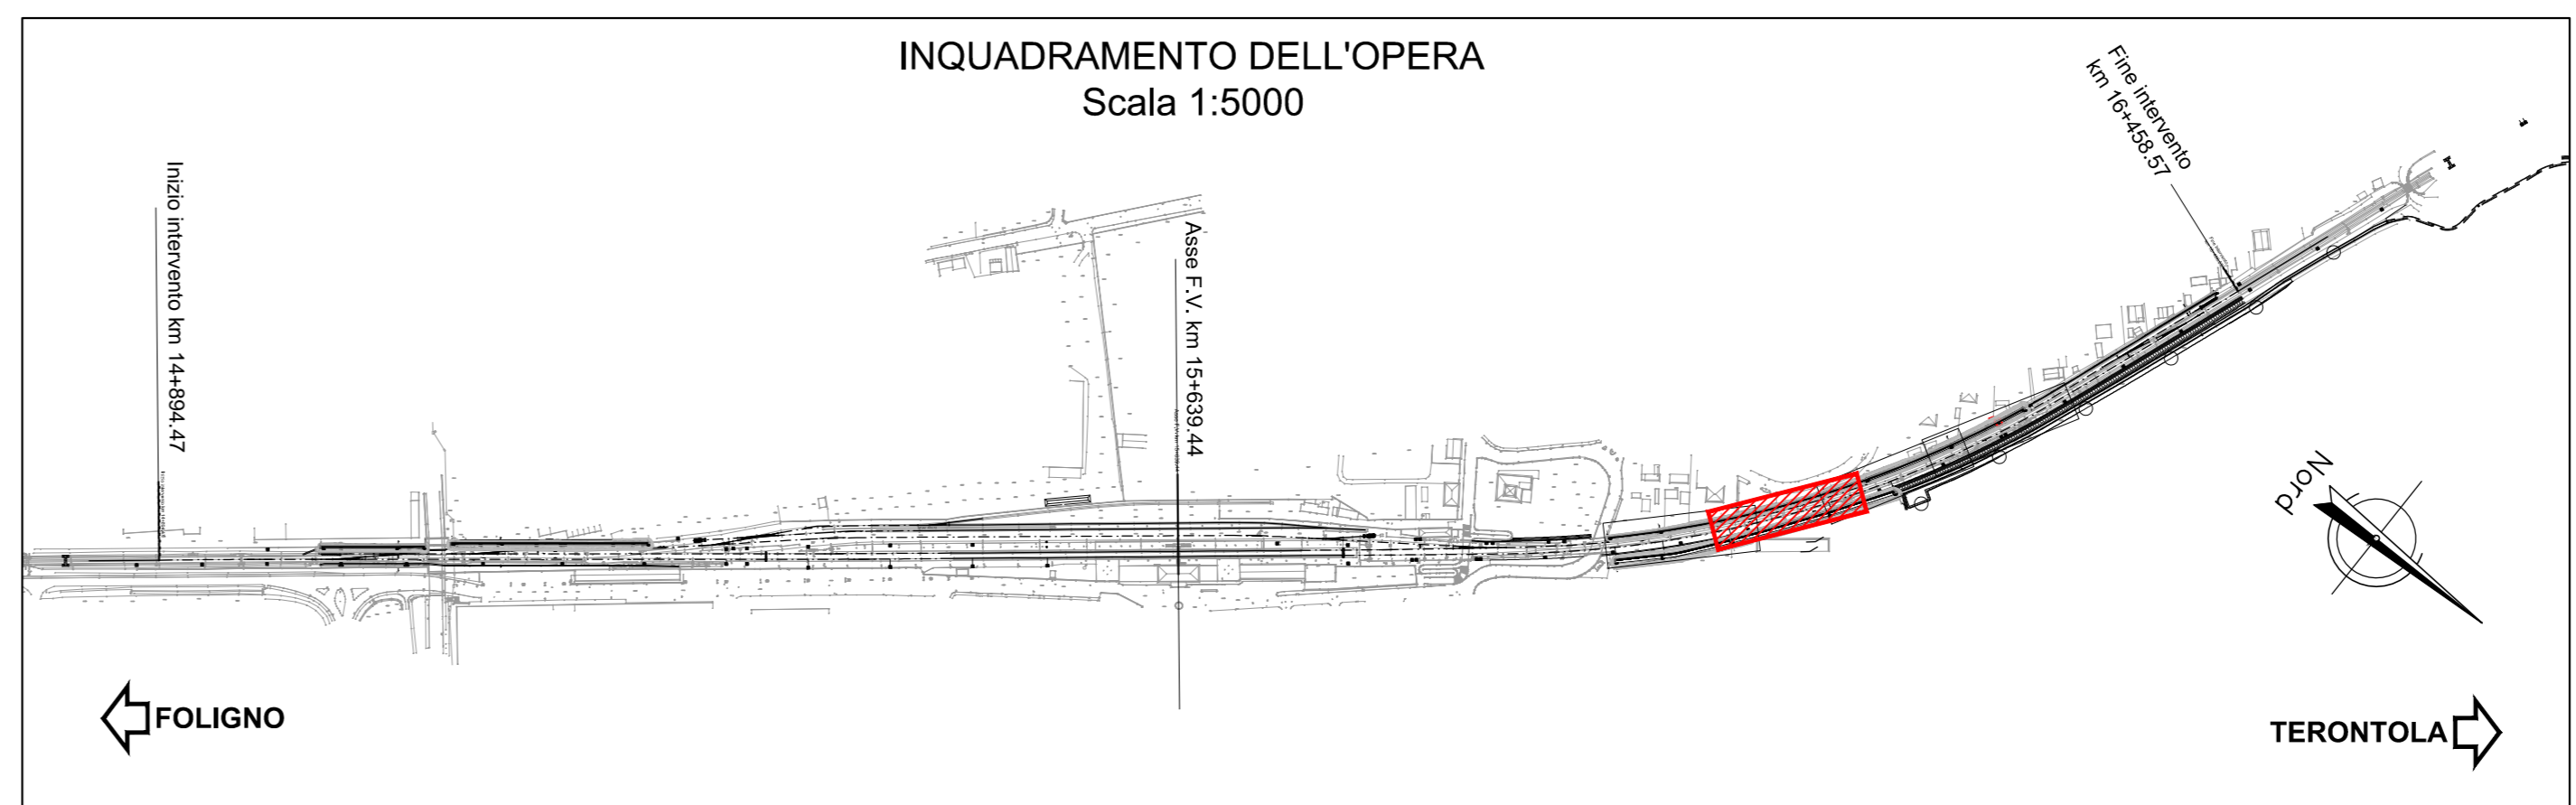 INQUADRAMENTO DELL'OPERA
Scala 1:5000
Inizio intervento km 14+894.47
Asse F.V. km 15+639.44
Fine intervento
km 16+458.57
Nord
FOLIGNO
TERONTOLA